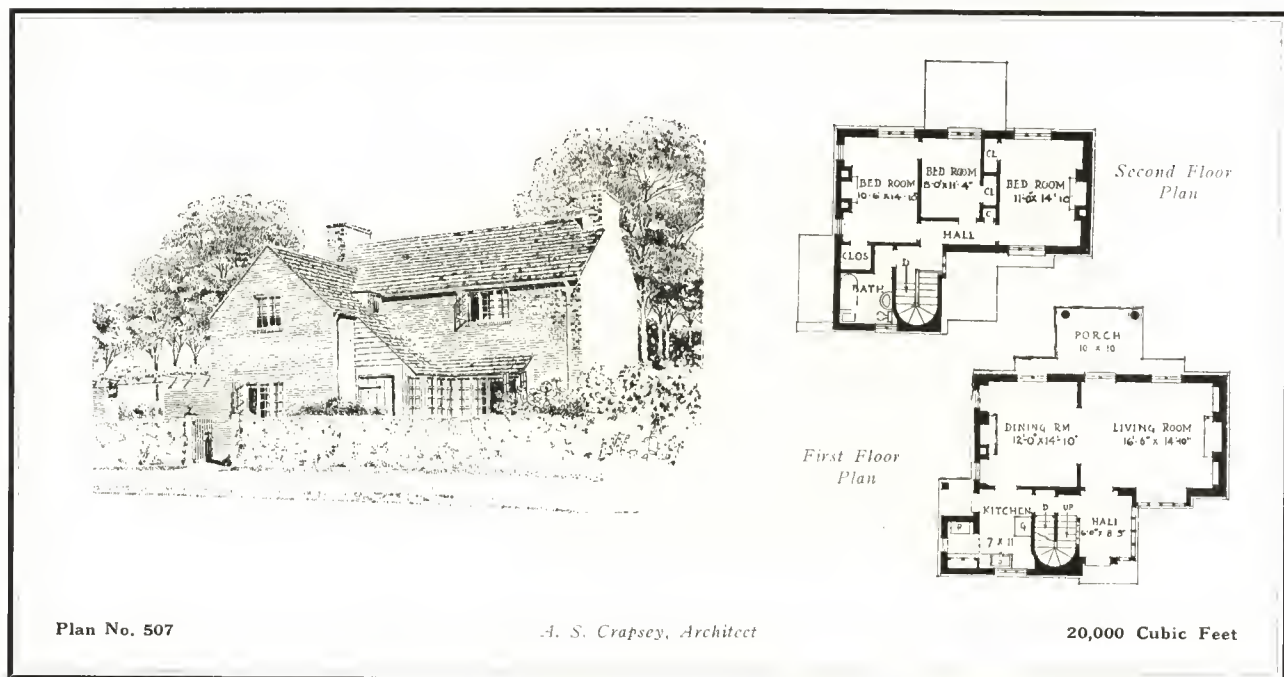 Second Floor
Plan
CL
BED ROOM
10'-6" X 14'-10"
BED ROOM
8'-0" X 11'-4"
CL
BED ROOM
11'-0" X 14'-10"
C
HALL
CLOS
D
BATH
First Floor
Plan
PORCH
10 X 10
DINING RM
12'-0" X 14'-10"
LIVING ROOM
16'-6" X 14'-10"
KITCHEN
7 X 11
R
D
UP
HALL
6'-0" X 8'-5"
Plan No. 507
A. S. Crapsey, Architect
20,000 Cubic Feet